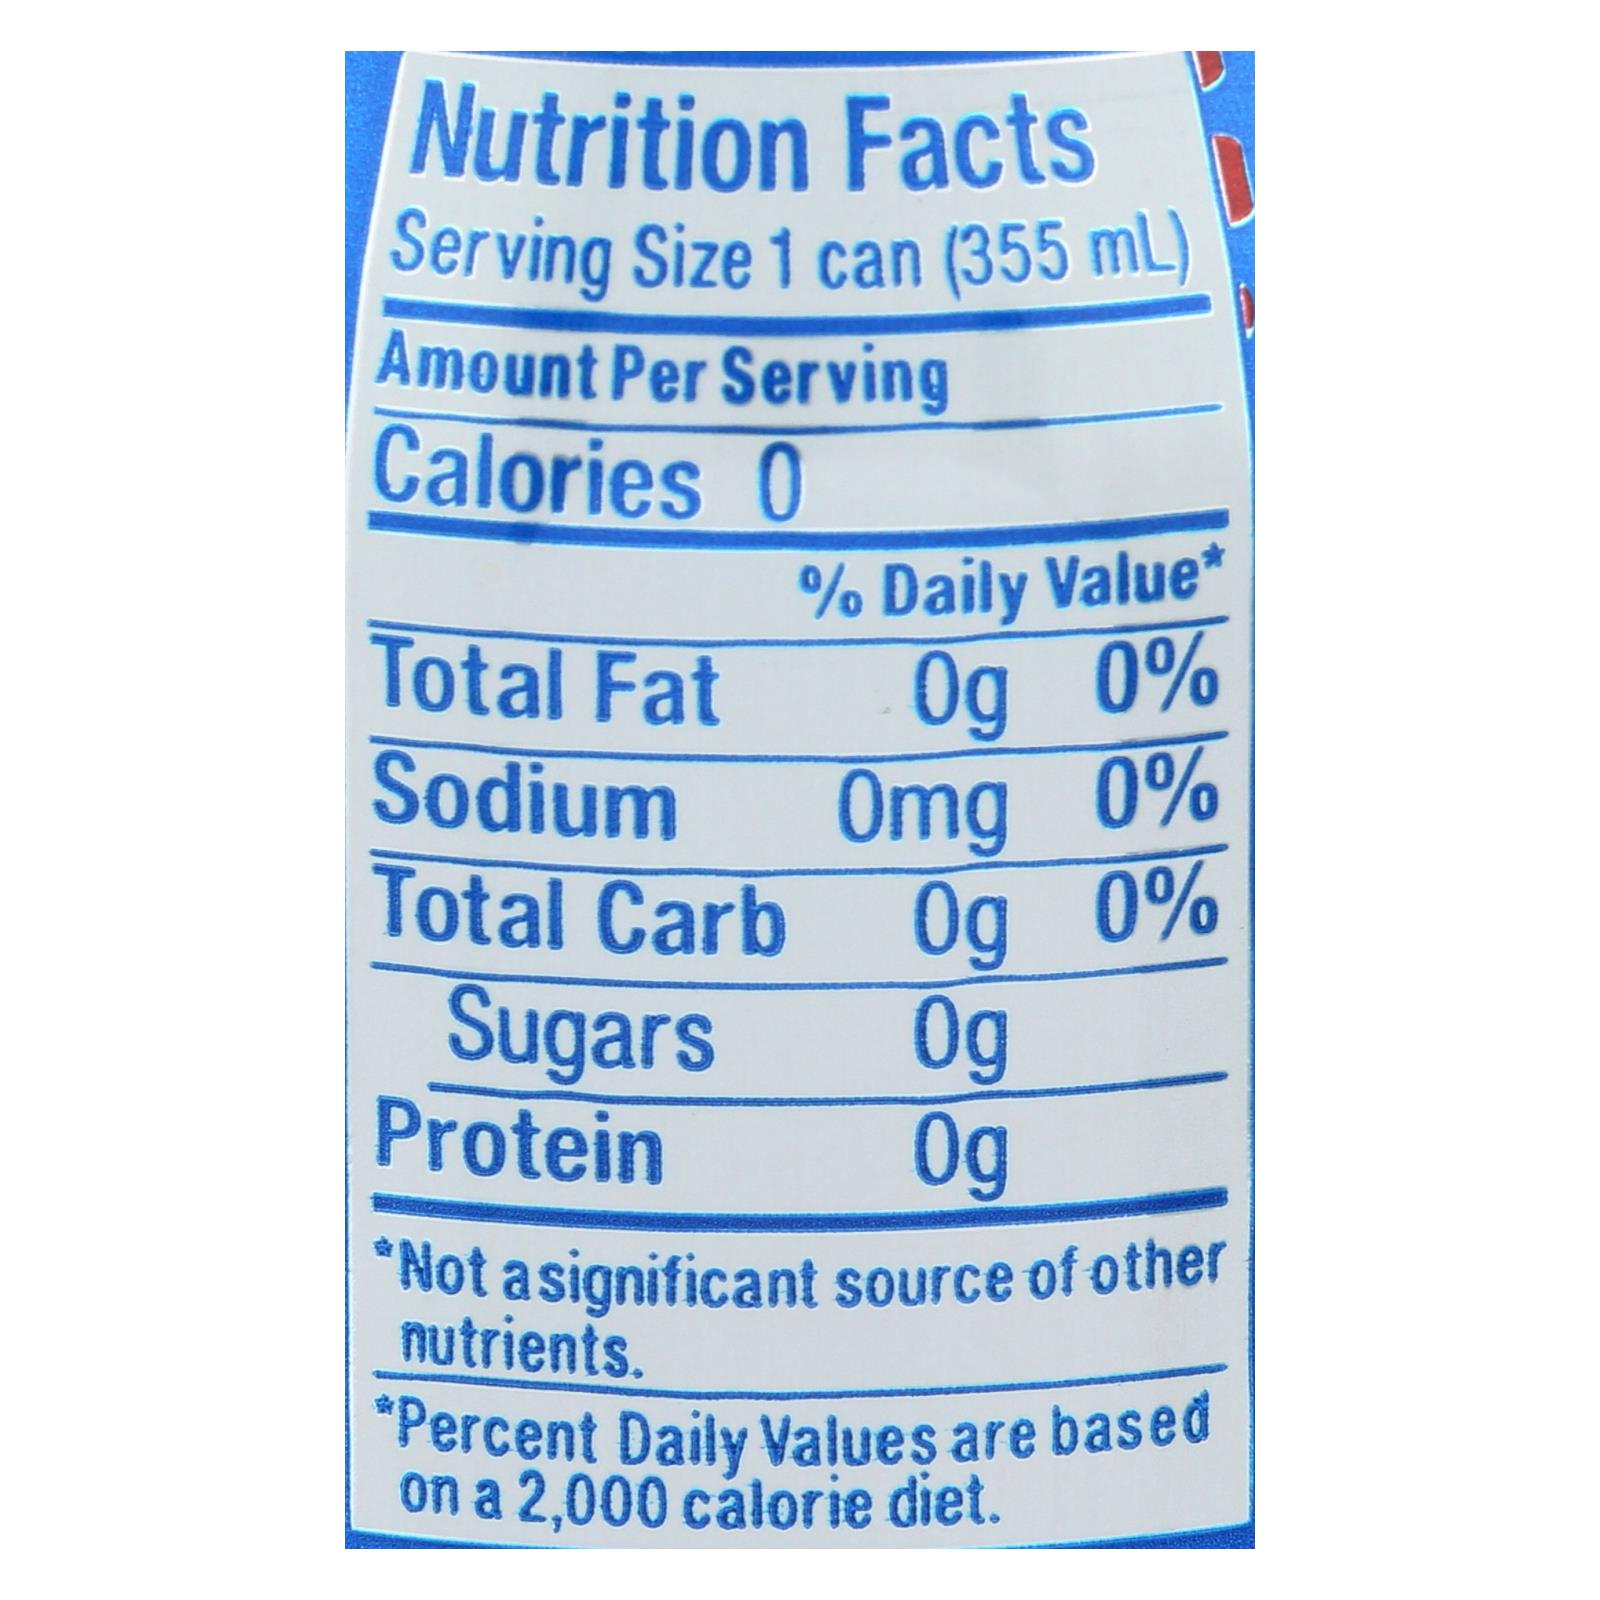 Nutrition Facts
Serving Size 1 can (355 mL)
Amount Per Serving
Calories 0
% Daily Value*
Total Fat 0g 0%
Sodium 0mg 0%
Total Carb 0g 0%
Sugars 0g
Protein 0g
*Not a significant source of other
nutrients.
*Percent Daily Values are based
on a 2,000 calorie diet.